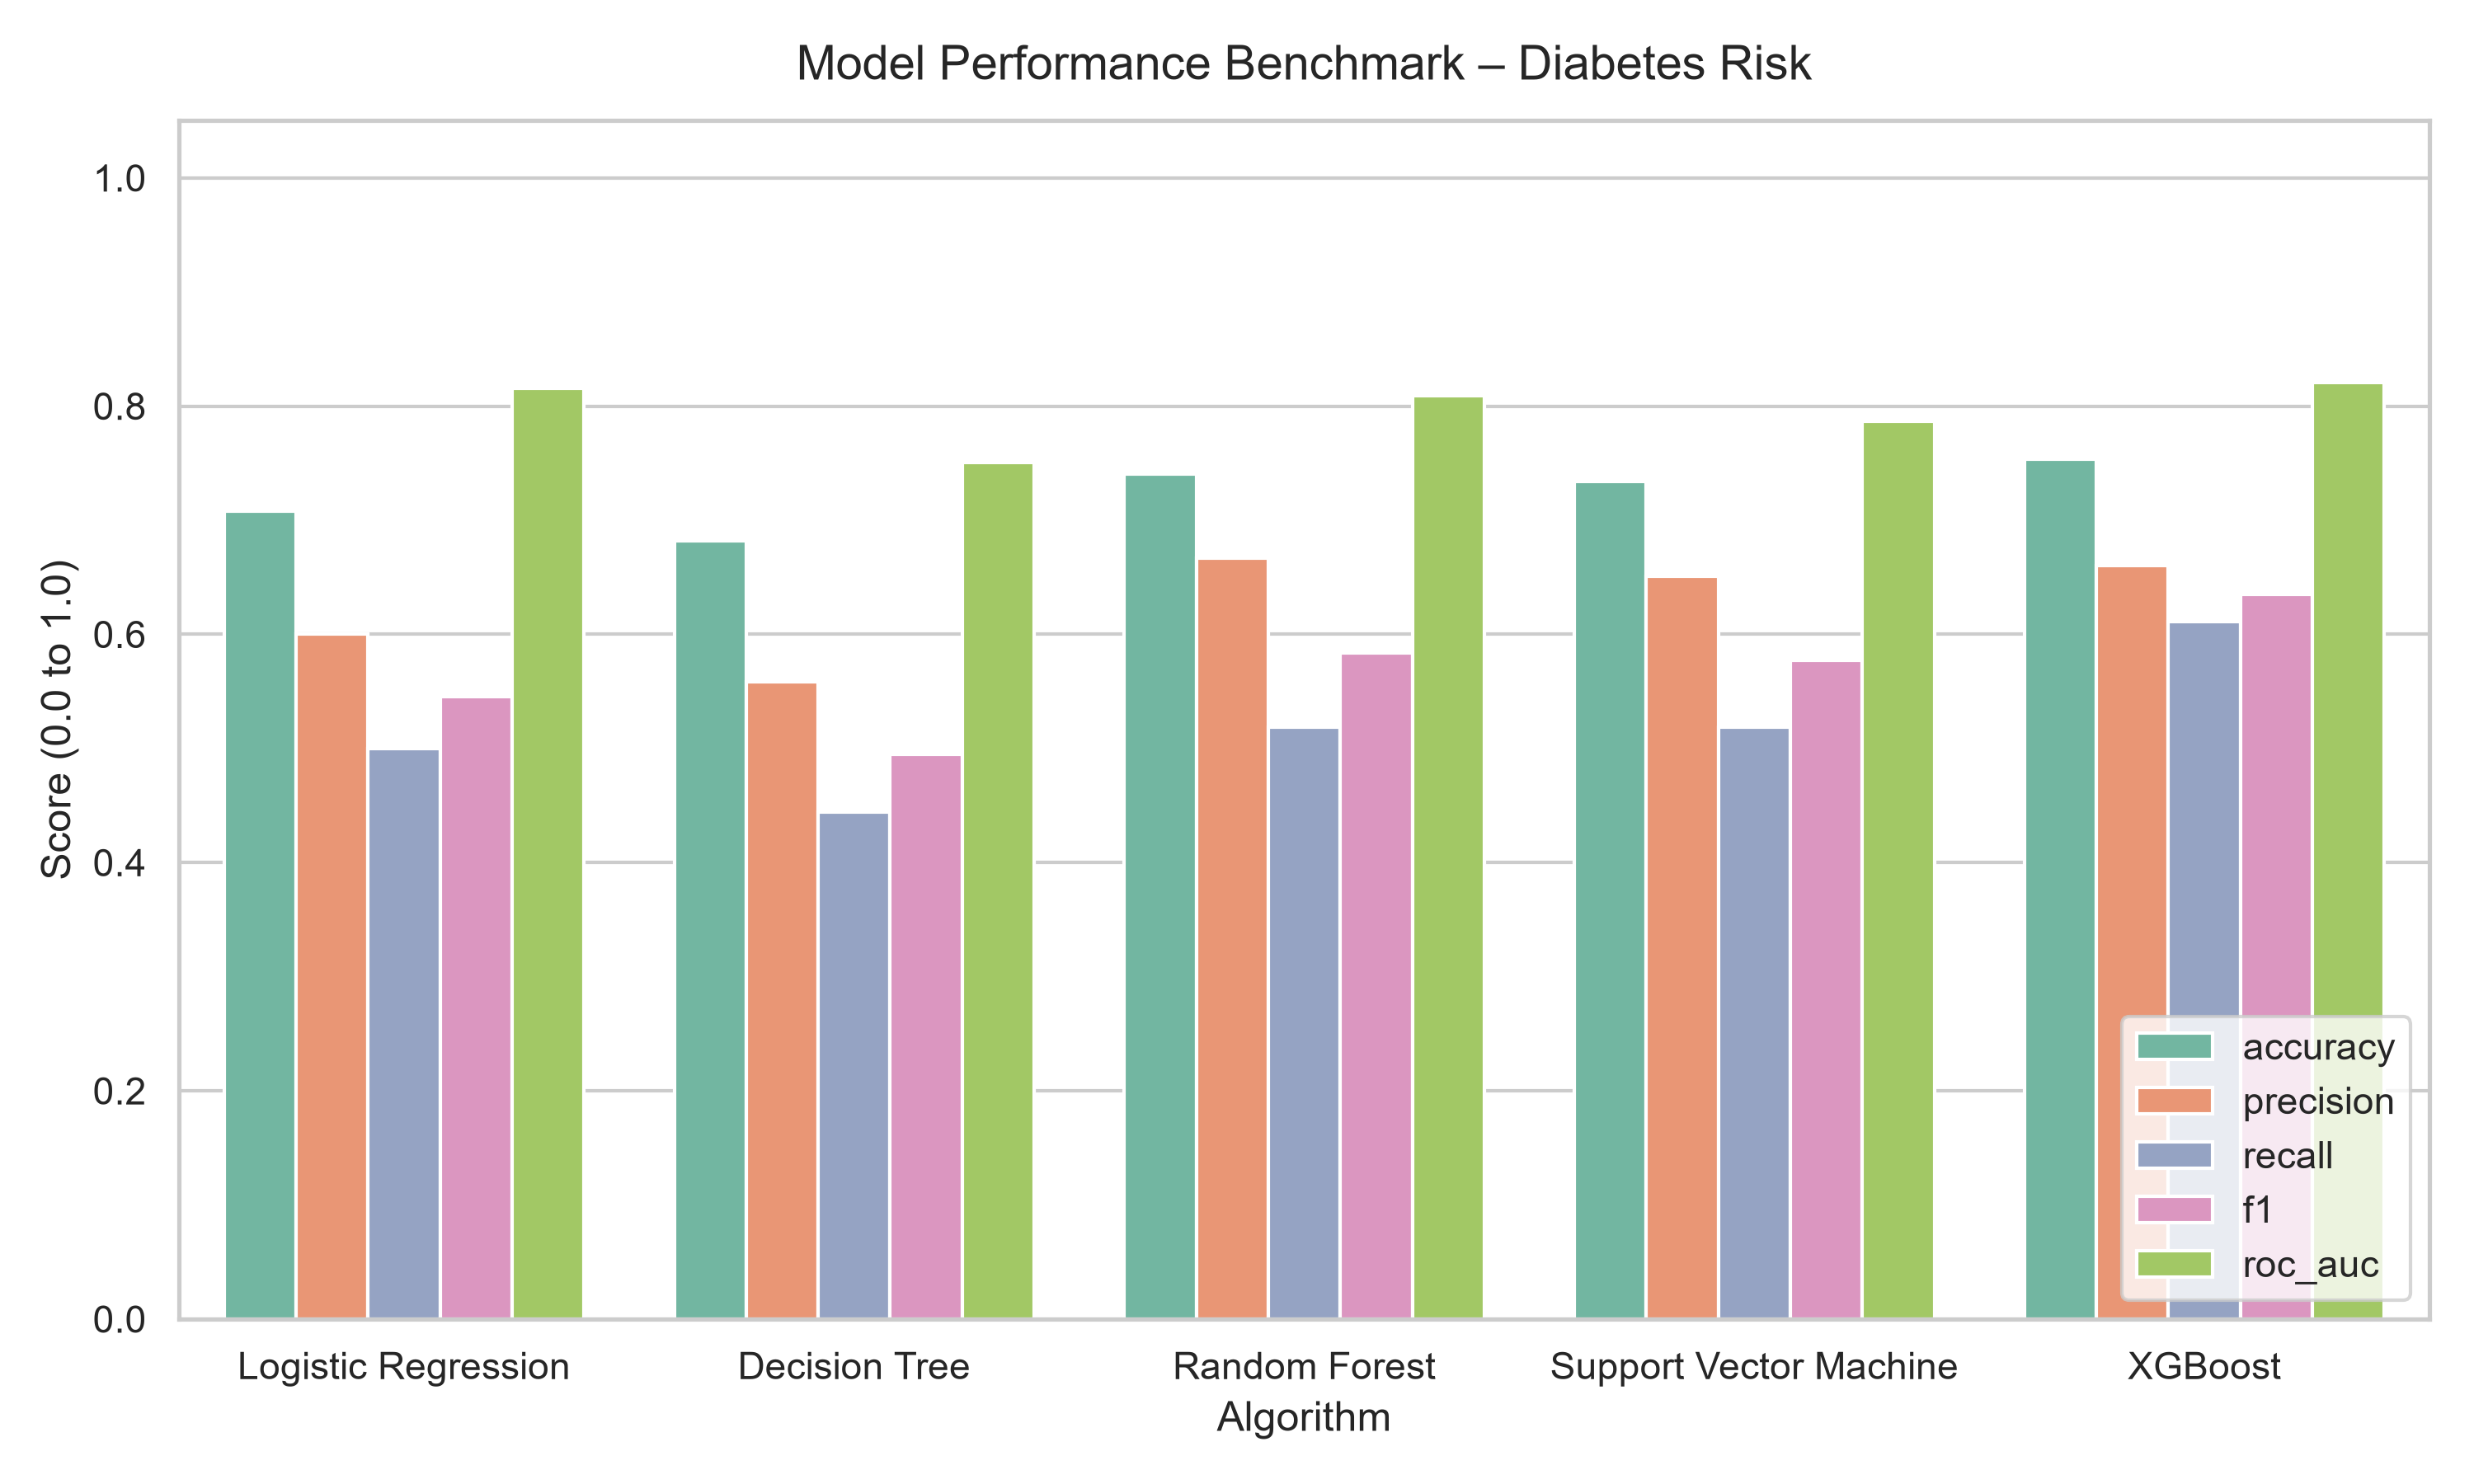 Model Performance Benchmark – Diabetes Risk
Score (0.0 to 1.0)
1.0
0.8
0.6
0.4
0.2
0.0
accuracy
precision
recall
f1
roc_auc
Logistic Regression
Decision Tree
Random Forest
Support Vector Machine
XGBoost
Algorithm